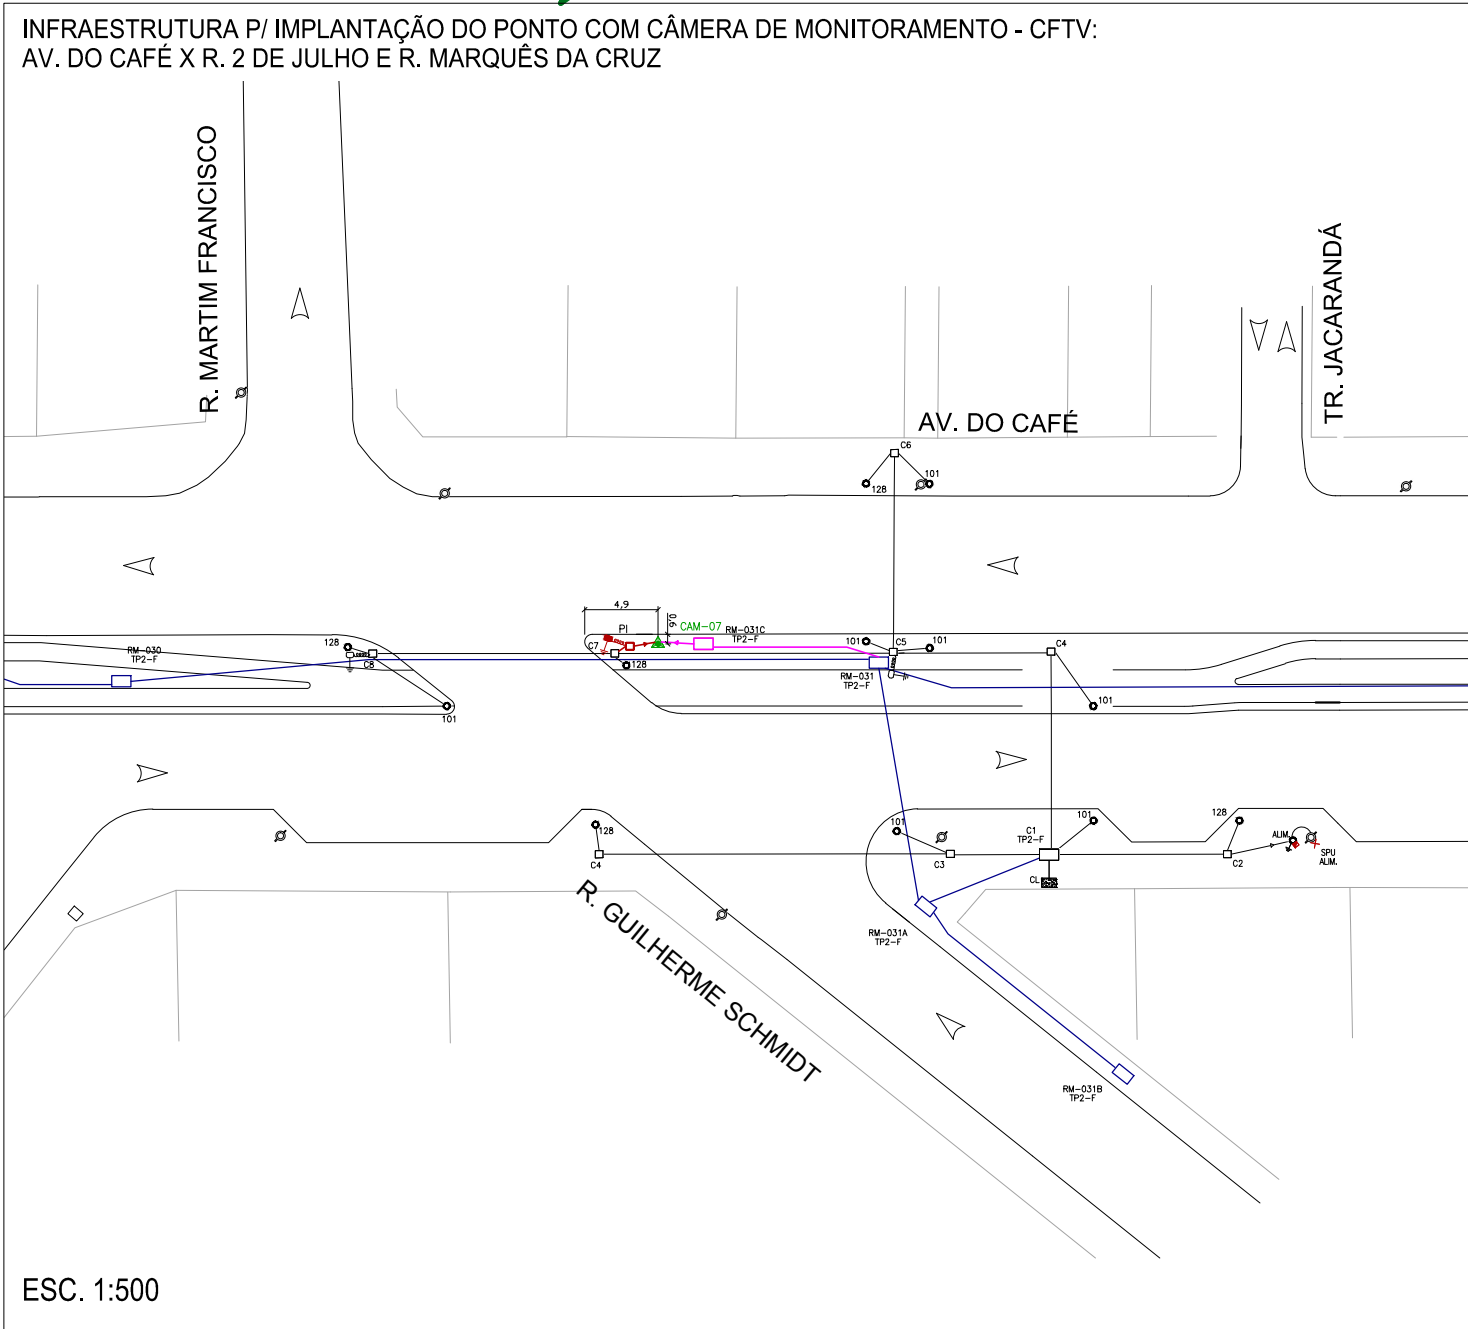 INFRAESTRUTURA P/ IMPLANTAÇÃO DO PONTO COM CÂMERA DE MONITORAMENTO - CFTV:
AV. DO CAFÉ X R. 2 DE JULHO E R. MARQUÊS DA CRUZ
R. MARTIM FRANCISCO
TR. JACARANDÁ
AV. DO CAFÉ
C6
128
101
4,9
0,6
PI
CAM-07
RM-031C
TP2-F
C7
128
128
C8
RM-030
TP2-F
101
101
C5
101
C4
RM-031
TP2-F
101
128
C4
101
C3
C1
TP2-F
101
CL
128
C2
ALIM.
SPU
ALIM.
RM-031A
TP2-F
R. GUILHERME SCHMIDT
RM-031B
TP2-F
ESC. 1:500